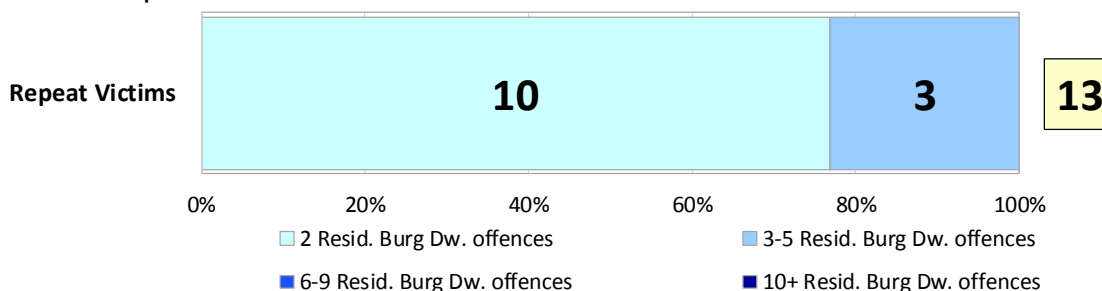 Repeat Victims
10
3
13
0%
20%
40%
60%
80%
100%
2 Resid. Burg Dw. offences
3-5 Resid. Burg Dw. offences
6-9 Resid. Burg Dw. offences
10+ Resid. Burg Dw. offences